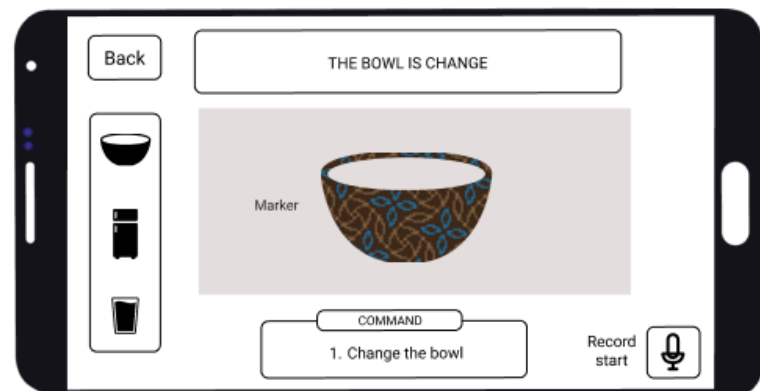 Back
THE BOWL IS CHANGE
Marker
COMMAND
1. Change the bowl
Record
start